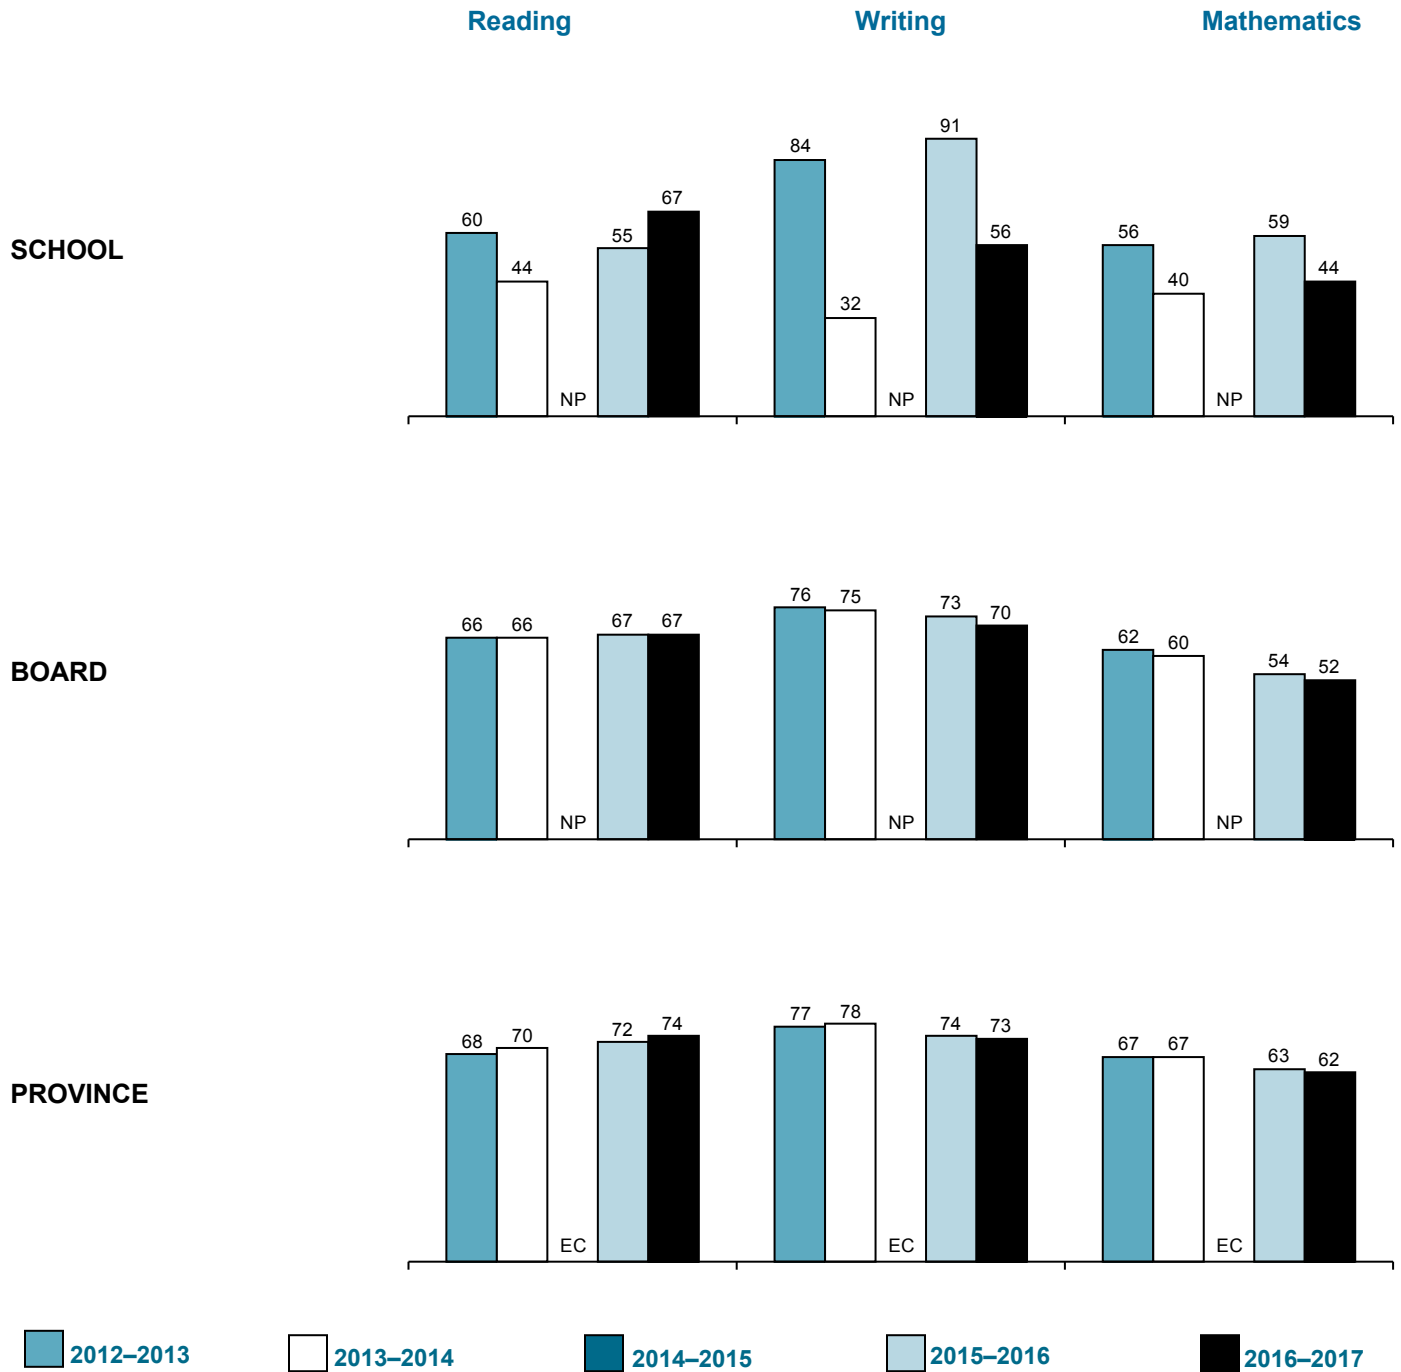 Reading Writing Mathematics
SCHOOL
60 44 NP 55 67 84 32 NP 91 56 56 40 NP 59 44
BOARD
66 66 NP 67 67 76 75 NP 73 70 62 60 NP 54 52
PROVINCE
68 70 EC 72 74 77 78 EC 74 73 67 67 EC 63 62
2012–2013 2013–2014 2014–2015 2015–2016 2016–2017